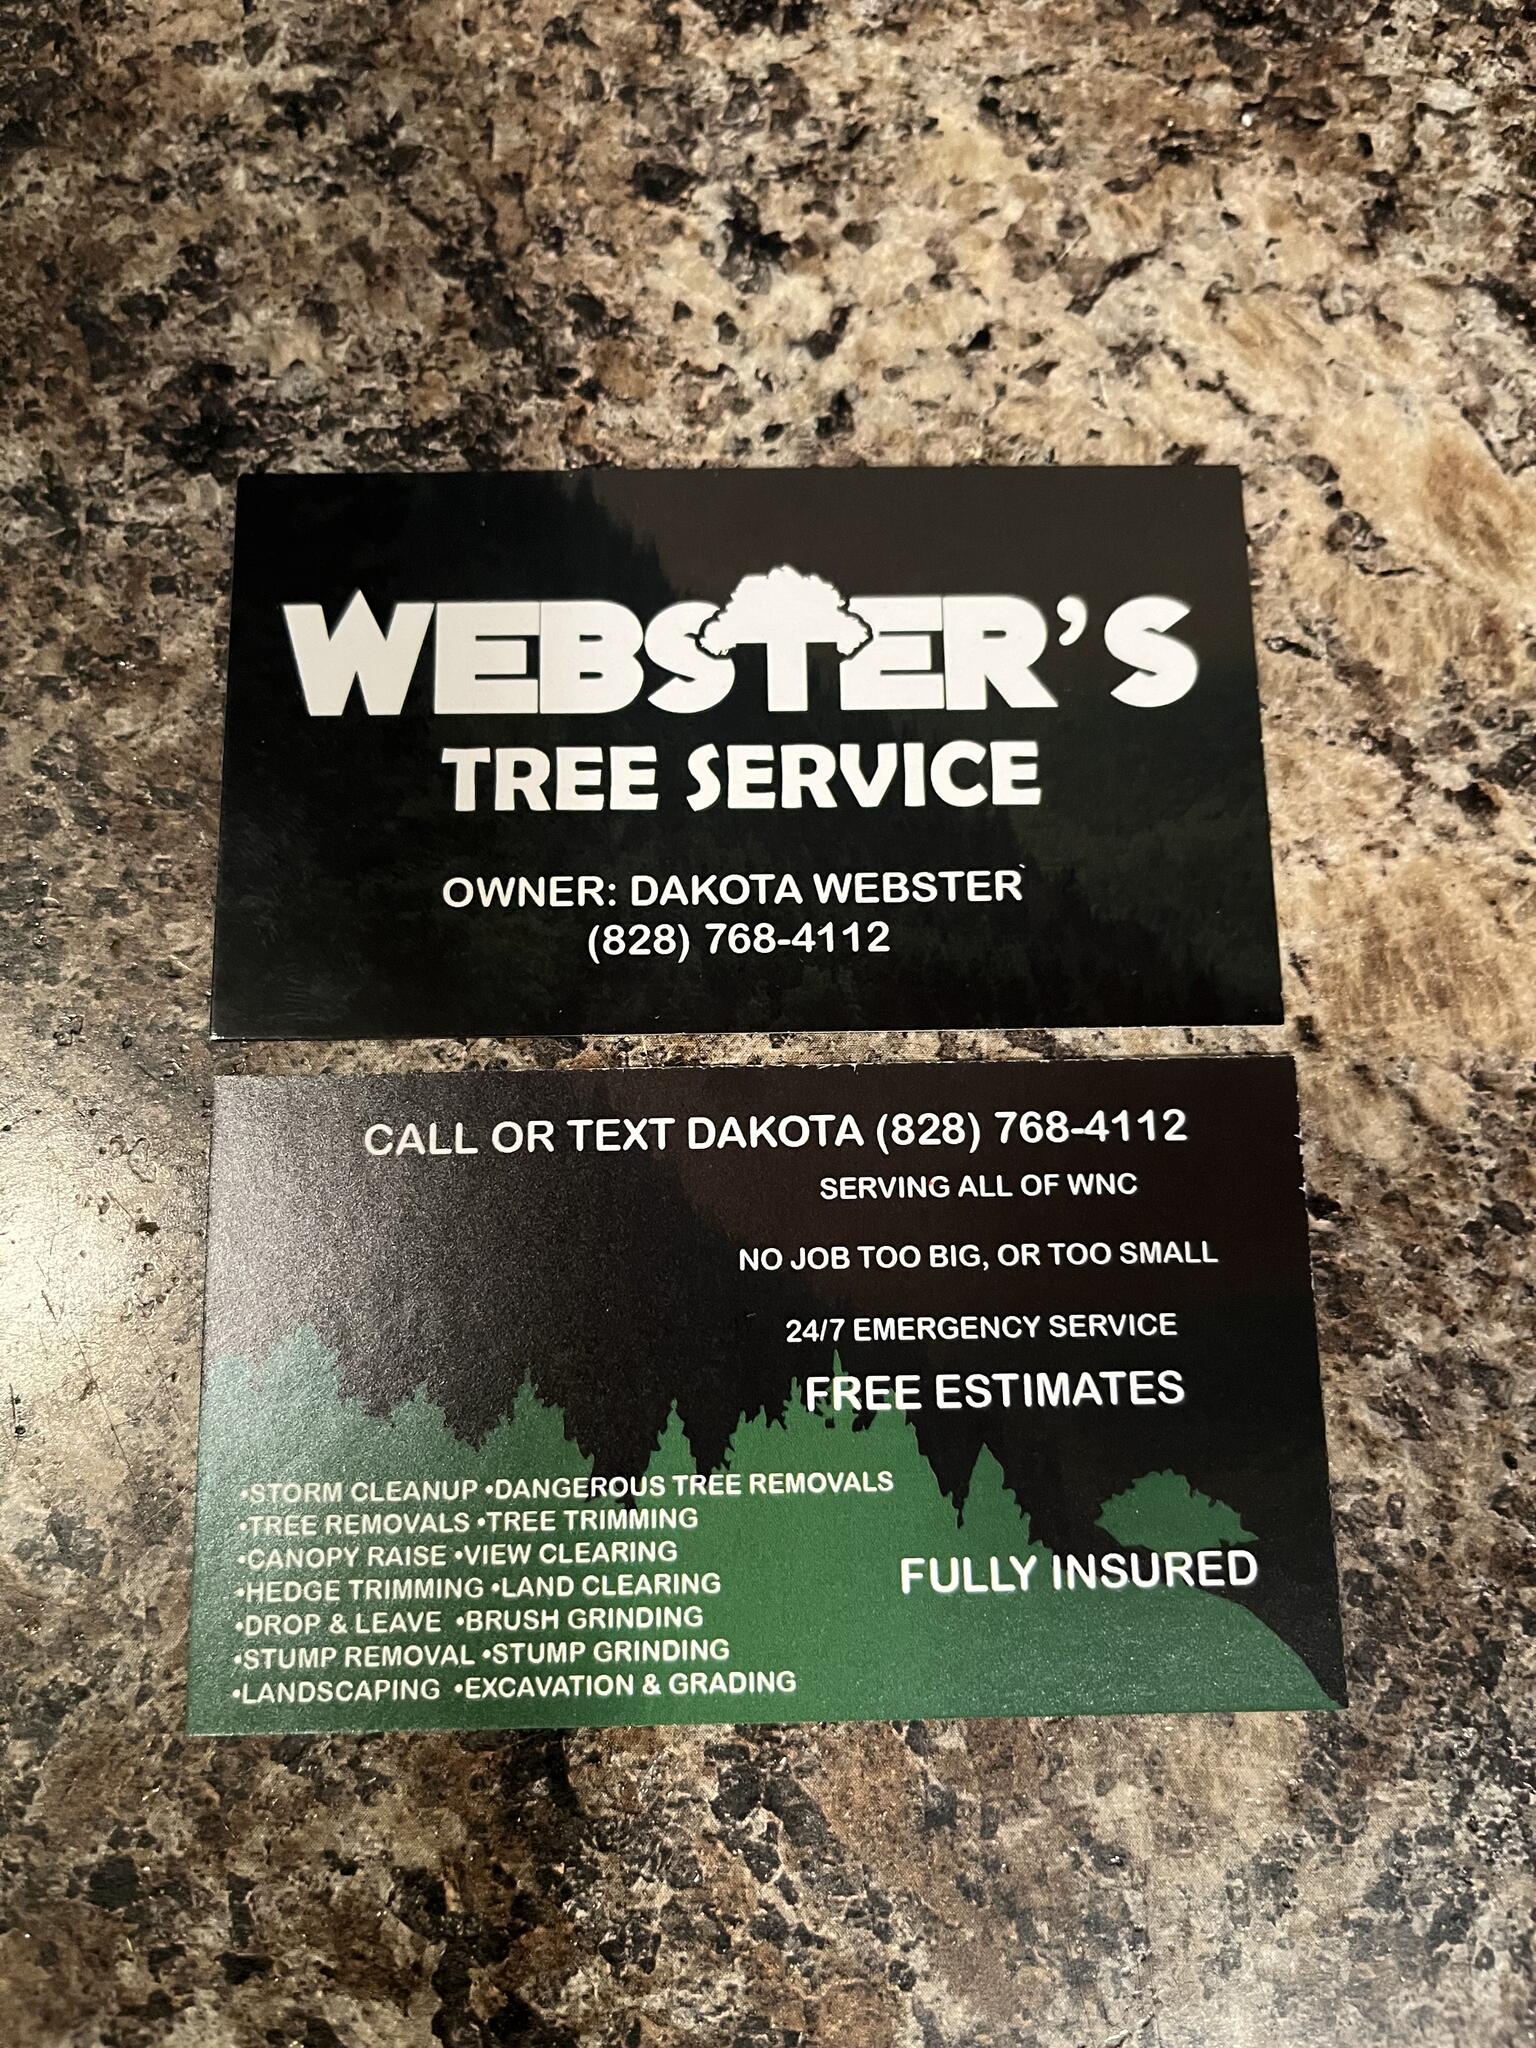 WEBSTER'S
TREE SERVICE
OWNER: DAKOTA WEBSTER`
(828) 768-4112
CALL OR TEXT DAKOTA (828) 768-4112
SERVING ALL OF WNC
NO JOB TOO BIG, OR TOO SMALL
24/7 EMERGENCY SERVICE
FREE ESTIMATES
•STORM CLEANUP •DANGEROUS TREE REMOVALS
•TREE REMOVALS •TREE TRIMMING
•CANOPY RAISE •VIEW CLEARING
•HEDGE TRIMMING •LAND CLEARING
•DROP & LEAVE •BRUSH GRINDING
•STUMP REMOVAL •STUMP GRINDING
•LANDSCAPING •EXCAVATION & GRADING
FULLY INSURED